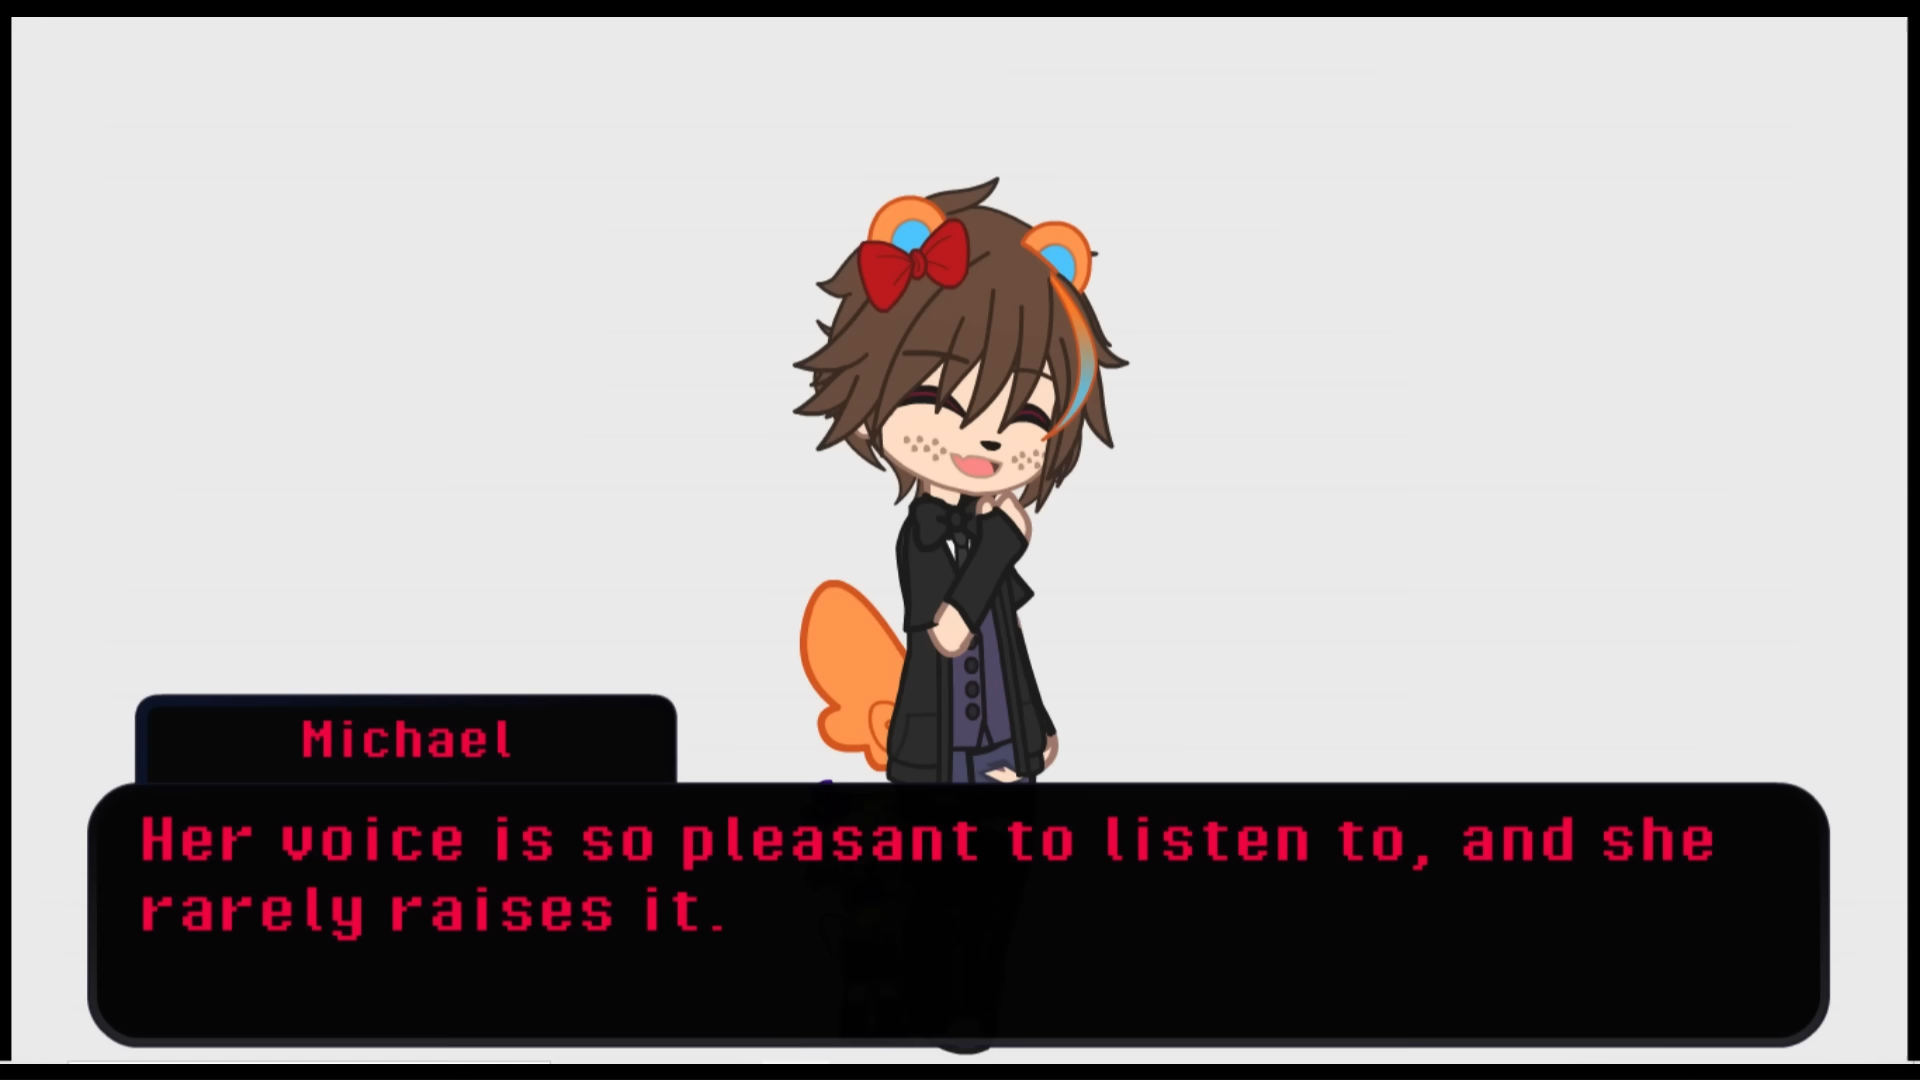 Michael
Her voice is so pleasant to listen to, and she
rarely raises it.